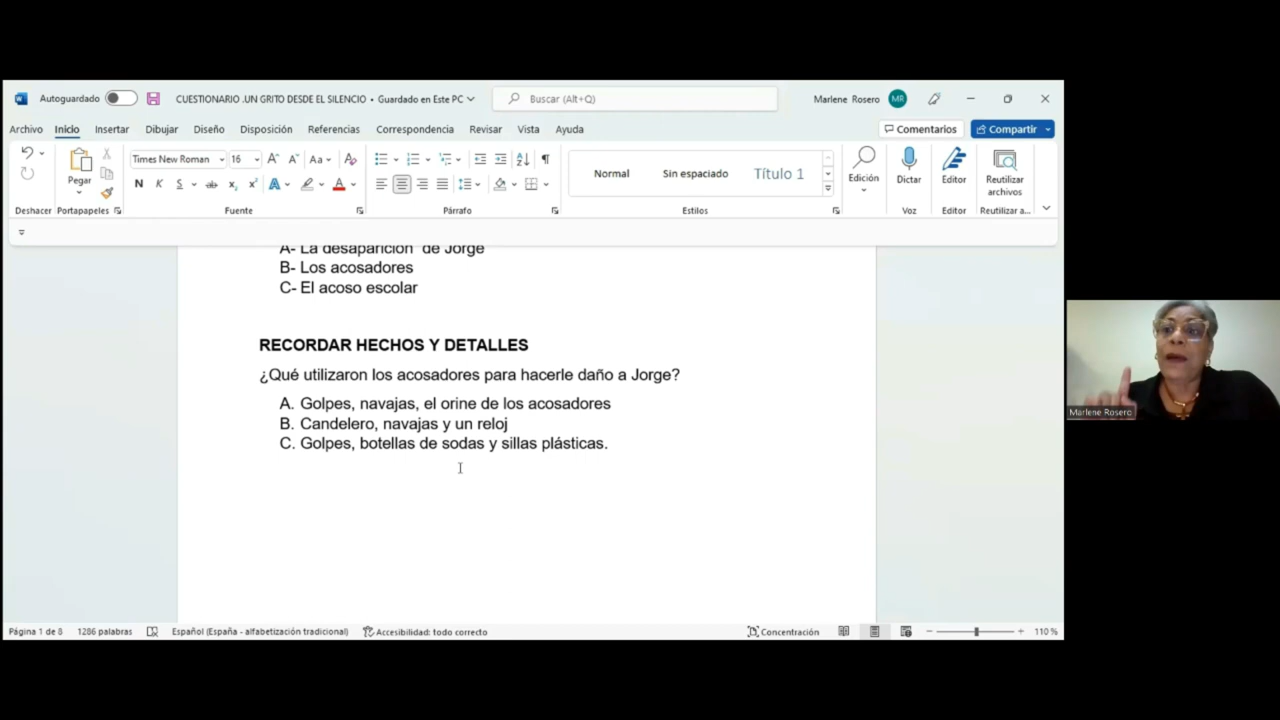 Autoguardado
CUESTIONARIO .UN GRITO DESDE EL SILENCIO • Guardado en Este PC
Buscar (Alt+Q)
Marlene Rosero
MR
Archivo Inicio Insertar Dibujar Diseño Disposición Referencias Correspondencia Revisar Vista Ayuda
Comentarios
Compartir
Times New Roman 16
Pegar
Normal
Sin espaciado
Título 1
Edición
Dictar
Editor
Reutilizar archivos
Deshacer Portapapeles Fuente Párrafo Estilos Voz Editor Reutilizar a...
A- La desaparición de Jorge
B- Los acosadores
C- El acoso escolar
RECORDAR HECHOS Y DETALLES
¿Qué utilizaron los acosadores para hacerle daño a Jorge?
A. Golpes, navajas, el orine de los acosadores
B. Candelero, navajas y un reloj
C. Golpes, botellas de sodas y sillas plásticas.
Marlene Rosero
Página 1 de 8 1286 palabras Español (España - alfabetización tradicional) Accesibilidad: todo correcto Concentración 110 %